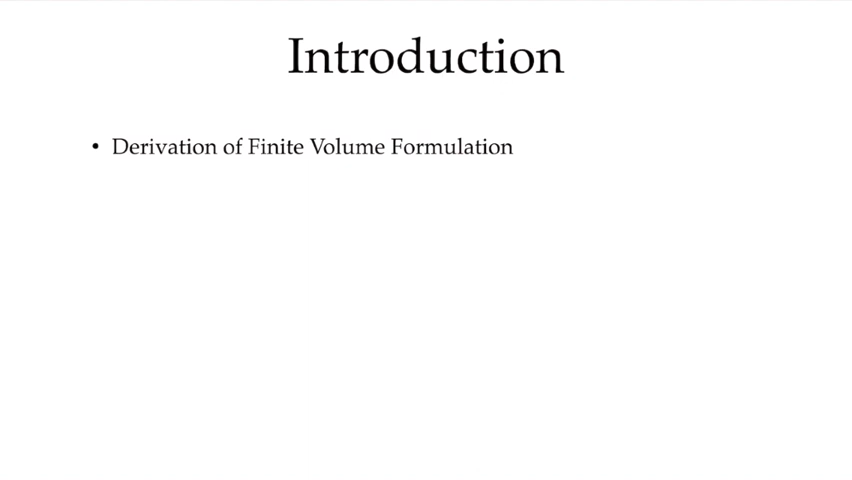 Introduction
• Derivation of Finite Volume Formulation